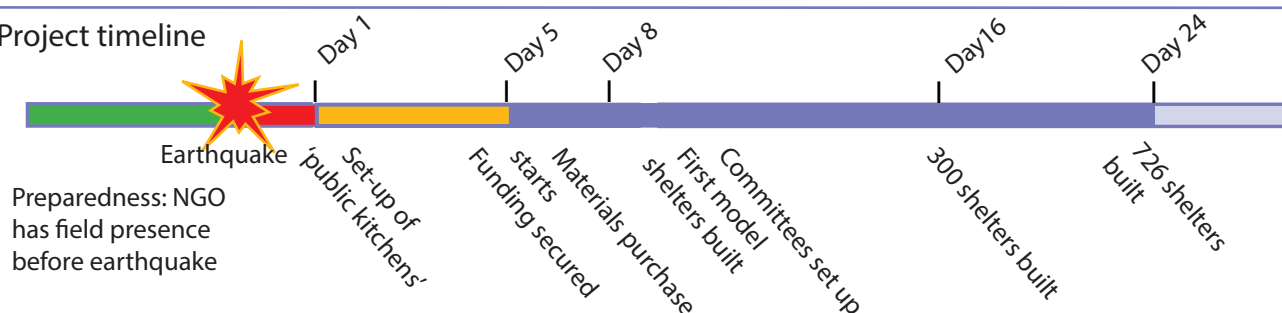 Project timeline
Day 1
Day 5
Day 8
Day16
Day 24
Earthquake
Preparedness: NGO
has field presence
before earthquake
Set-up of
'public kitchens'
Funding secured
Materials purchase
starts
First model
shelters built
Committees set up
300 shelters built
726 shelters
built